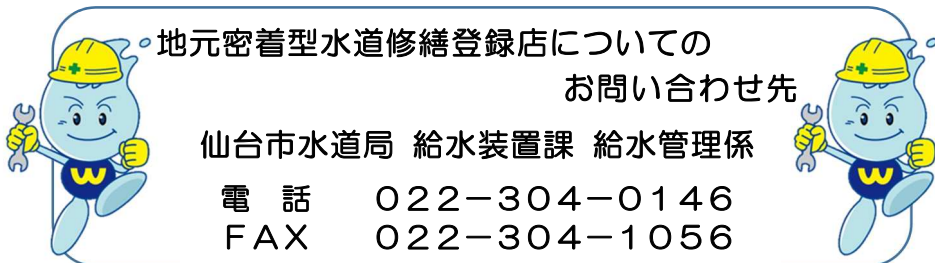 地元密着型水道修繕登録店についての
お問い合わせ先
仙台市水道局 給水装置課 給水管理係
電 話 022-304-0146
FAX 022-304-1056
W
W